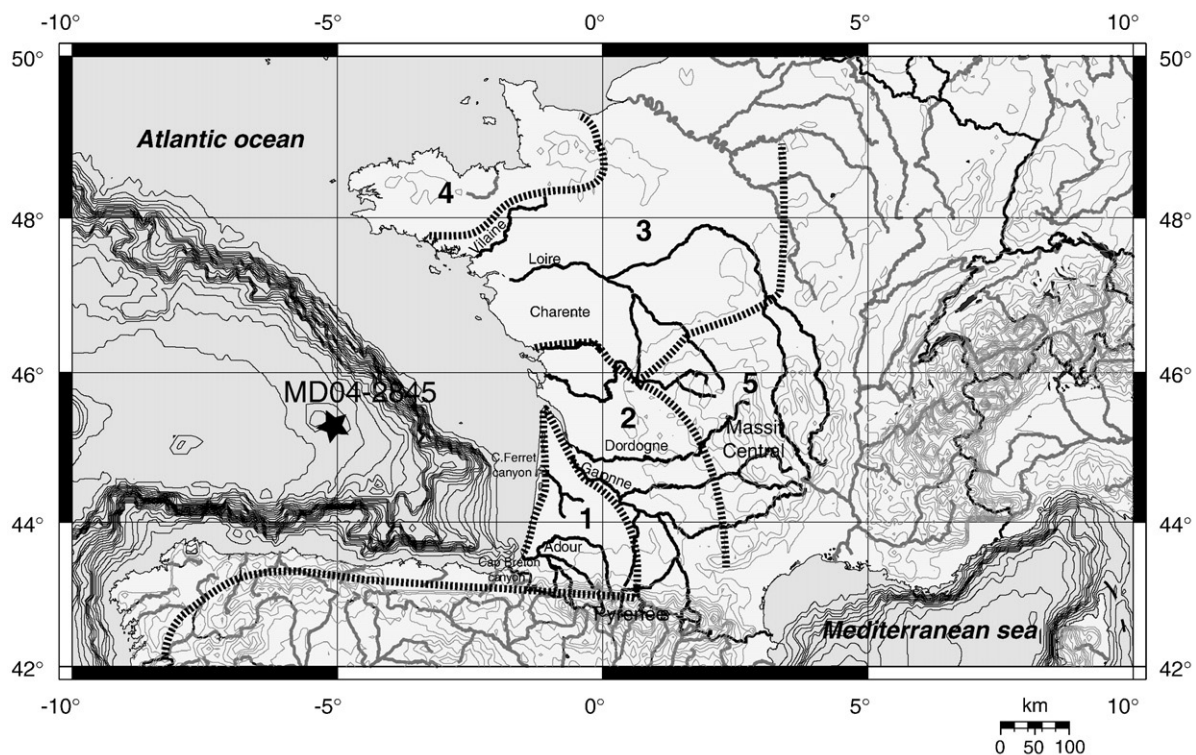 -10° -5° 0° 5° 10°
50° 50°
Atlantic ocean
4
48° 48°
3
Vilaine
Loire
Charente
46° 46°
MD04-2845
5
2
Massif
Central
Dordogne
C.Ferret
canyon
Garonne
1
44° 44°
Adour
Cap Breton
canyon
Pyrenées
Mediterranean sea
42° 42°
-10° -5° 0° 5° 10°
km
0 50 100